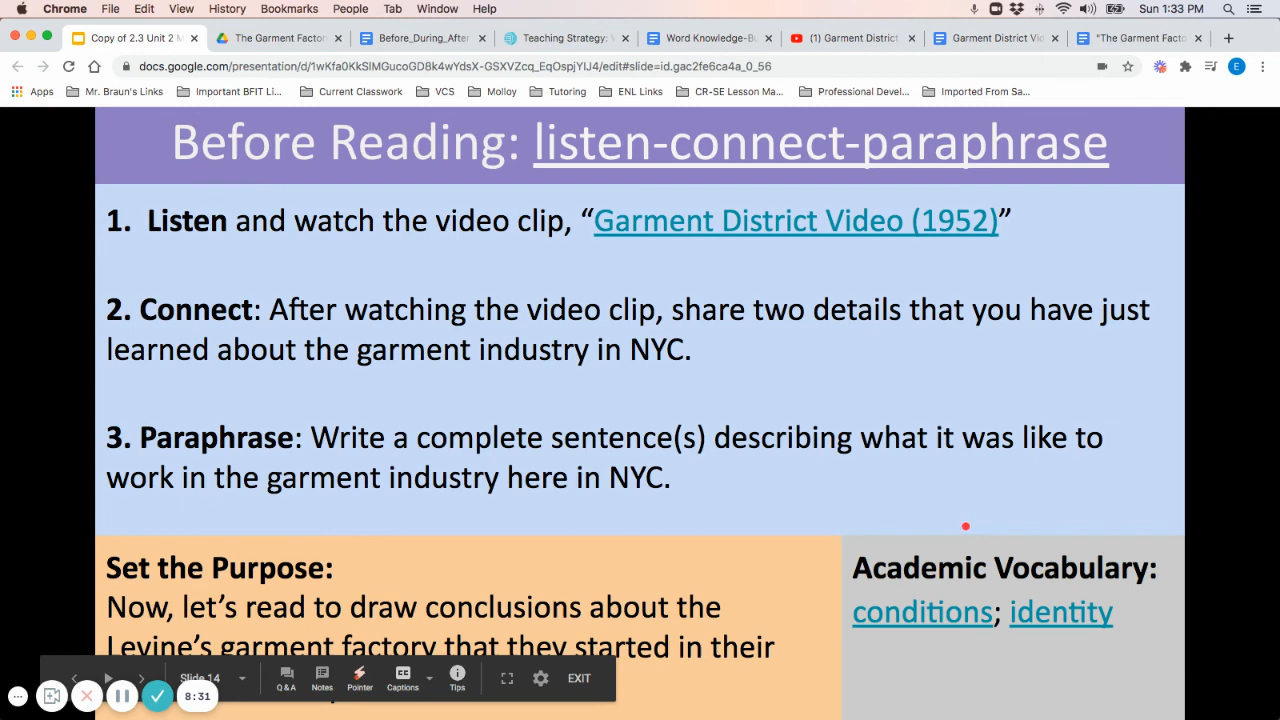 Chrome File Edit View History Bookmarks People Tab Window Help Sun 1:33 PM
Copy of 2.3 Unit 2 M The Garment Factor Before_During_After Teaching Strategy: W Word Knowledge-Bu (1) Garment District Garment District Vid "The Garment Facto
docs.google.com/presentation/d/1wKfa0KkSlMGucoGD8k4wYdsX-GSXVZcq_EqOspjYIJ4/edit#slide=id.gac2fe6ca4a_0_56
E
Apps Mr. Braun's Links Important BFIT Li... Current Classwork VCS Molloy Tutoring ENL Links CR-SE Lesson Ma... Professional Devel... Imported From Sa...
Before Reading: listen-connect-paraphrase
1. Listen and watch the video clip, “Garment District Video (1952)”
2. Connect: After watching the video clip, share two details that you have just
learned about the garment industry in NYC.
3. Paraphrase: Write a complete sentence(s) describing what it was like to
work in the garment industry here in NYC.
Set the Purpose:
Now, let’s read to draw conclusions about the
Levine’s garment factory that they started in their
Academic Vocabulary:
conditions; identity
Slide 14 Q&A Notes Pointer CC Captions Tips EXIT
8:31